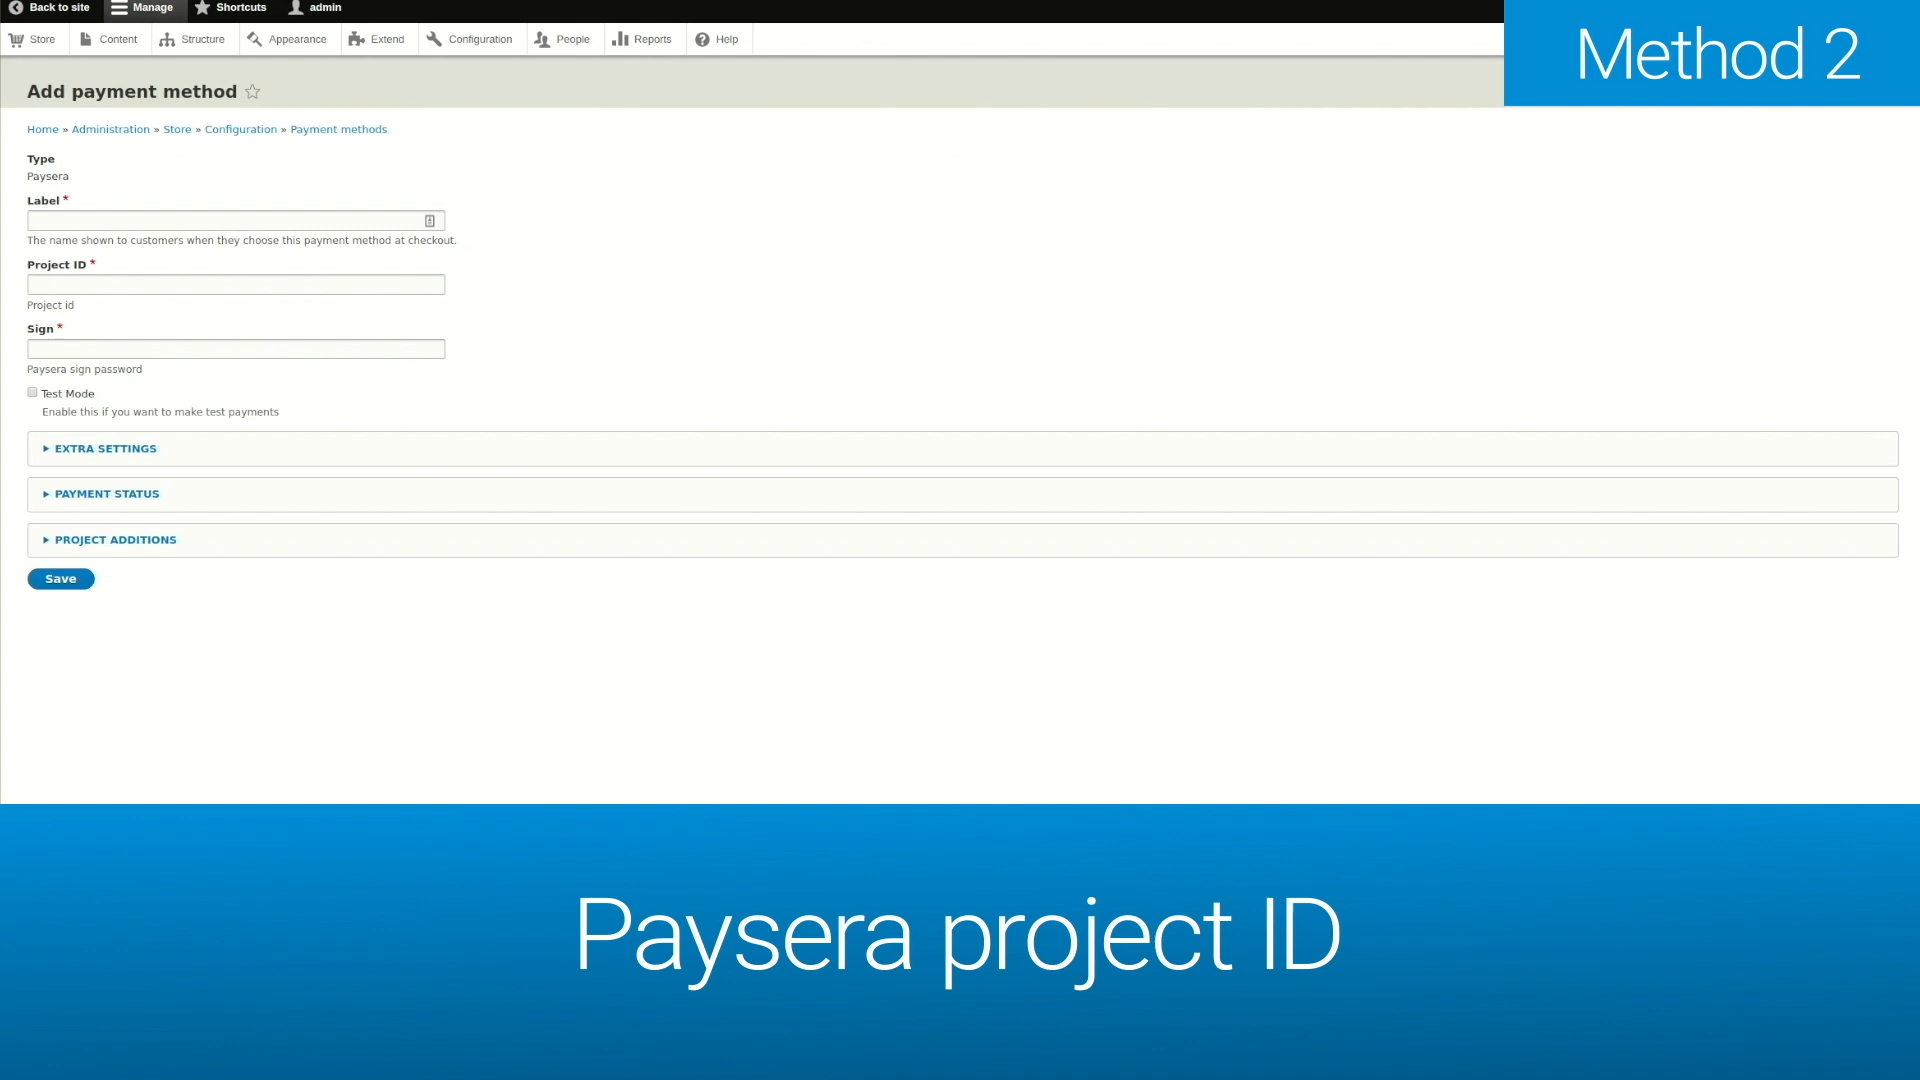 Back to site Manage Shortcuts admin
Method 2
Store Content Structure Appearance Extend Configuration People Reports Help
Add payment method
Home » Administration » Store » Configuration » Payment methods
Type
Paysera
Label *
The name shown to customers when they choose this payment method at checkout.
Project ID *
Project id
Sign *
Paysera sign password
Test Mode
Enable this if you want to make test payments
EXTRA SETTINGS
PAYMENT STATUS
PROJECT ADDITIONS
Save
Paysera project ID